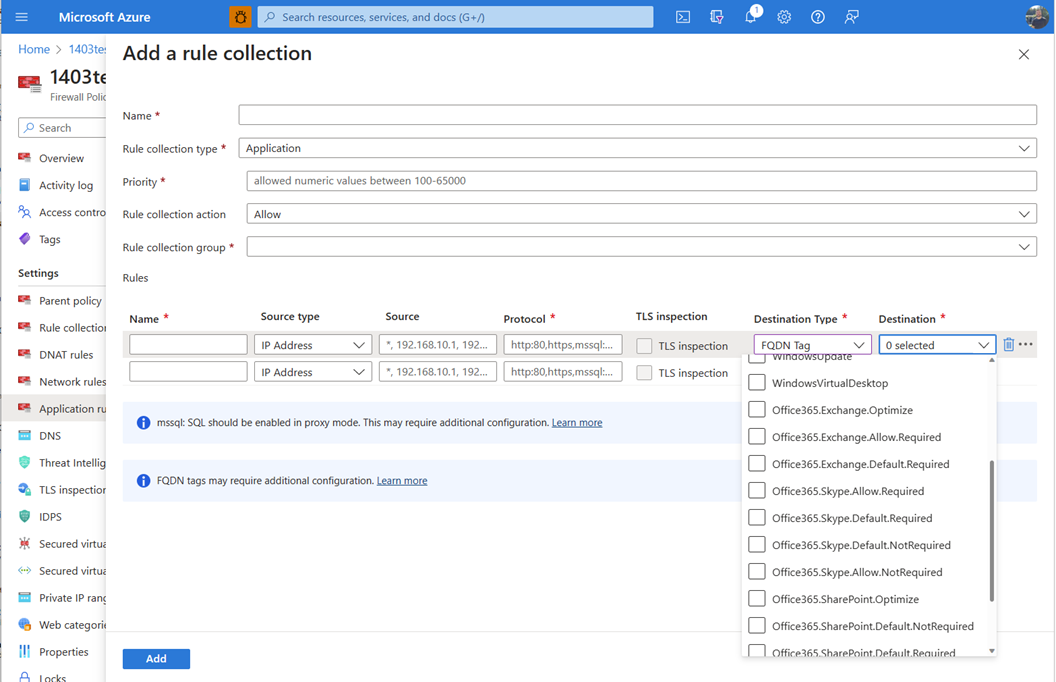 Microsoft Azure
Search resources, services, and docs (G+/)
1
Home > 1403tes
1403te
Firewall Polic
Search
Overview
Activity log
Access contro
Tags
Settings
Parent policy
Rule collection
DNAT rules
Network rules
Application ru
DNS
Threat Intellig
TLS inspection
IDPS
Secured virtua
Secured virtua
Private IP rang
Web categorie
Properties
Locks
Add a rule collection
Name *
Rule collection type * Application
Priority * allowed numeric values between 100-65000
Rule collection action Allow
Rule collection group *
Rules
Name * Source type Source Protocol * TLS inspection Destination Type * Destination *
IP Address *, 192.168.10.1, 192... http:80,https,mssql:... TLS inspection FQDN Tag 0 selected
IP Address *, 192.168.10.1, 192... http:80,https,mssql:... TLS inspection
mssql: SQL should be enabled in proxy mode. This may require additional configuration. Learn more
FQDN tags may require additional configuration. Learn more
WindowsUpdate
WindowsVirtualDesktop
Office365.Exchange.Optimize
Office365.Exchange.Allow.Required
Office365.Exchange.Default.Required
Office365.Skype.Allow.Required
Office365.Skype.Default.Required
Office365.Skype.Default.NotRequired
Office365.Skype.Allow.NotRequired
Office365.SharePoint.Optimize
Office365.SharePoint.Default.NotRequired
Office365.SharePoint.Default.Required
Add